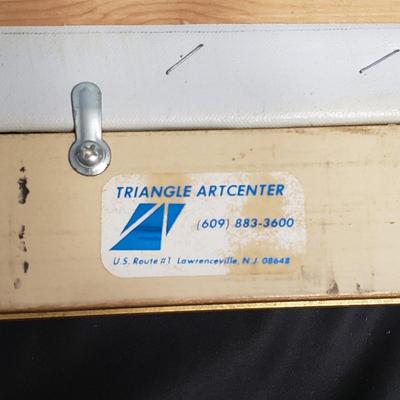 TRIANGLE ARTCENTER
(609) 883-3600
U.S. Route #1 Lawrenceville, N.J. 08648